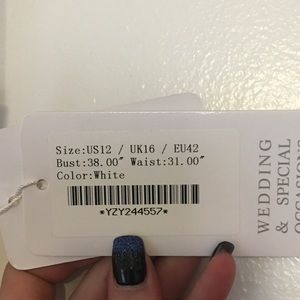 Size:US12 / UK16 / EU42
Bust:38.00" Waist:31.00"
Color:White
*YZY244557*
WEDDING
& SPECIAL
OCCASIONS